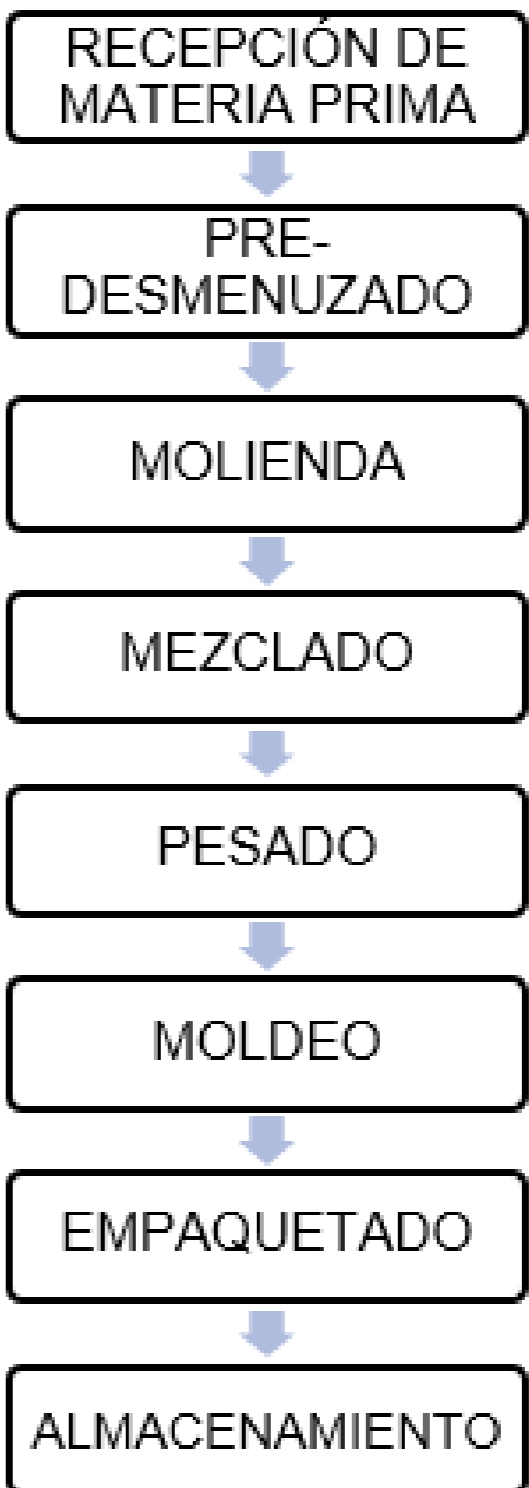 RECEPCIÓN DE
MATERIA PRIMA
PRE-
DESMENUZADO
MOLIENDA
MEZCLADO
PESADO
MOLDEO
EMPAQUETADO
ALMACENAMIENTO